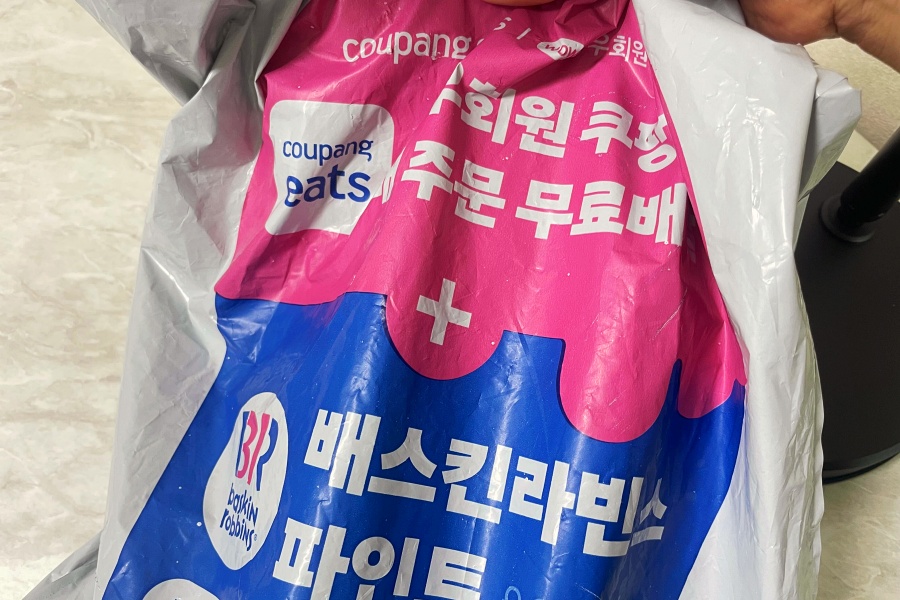 coupang
wow
회원 쿠팡
coupang
eats
주문 무료배
+
BR
baskin
robbins
배스킨라빈스
파인트